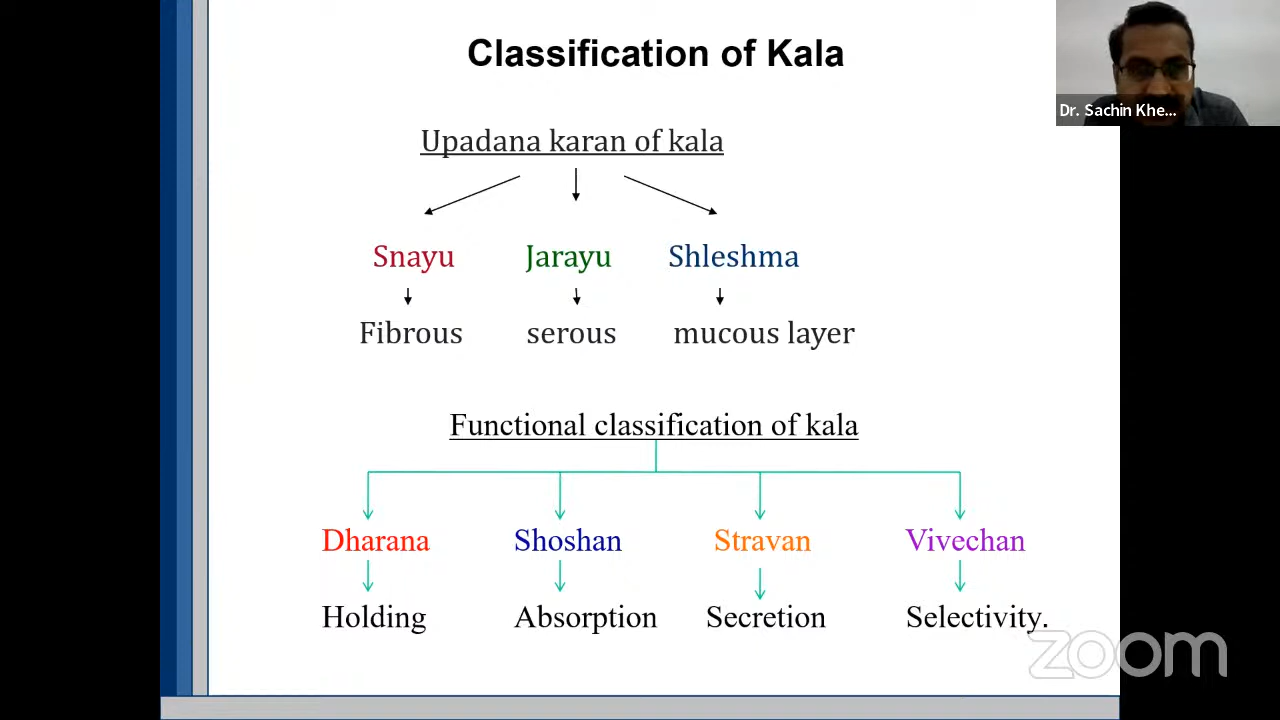 Classification of Kala
Dr. Sachin Khe...
Upadana karan of kala
Snayu Jarayu Shleshma
Fibrous serous mucous layer
Functional classification of kala
Dharana Shoshan Stravan Vivechan
Holding Absorption Secretion Selectivity.
zoom